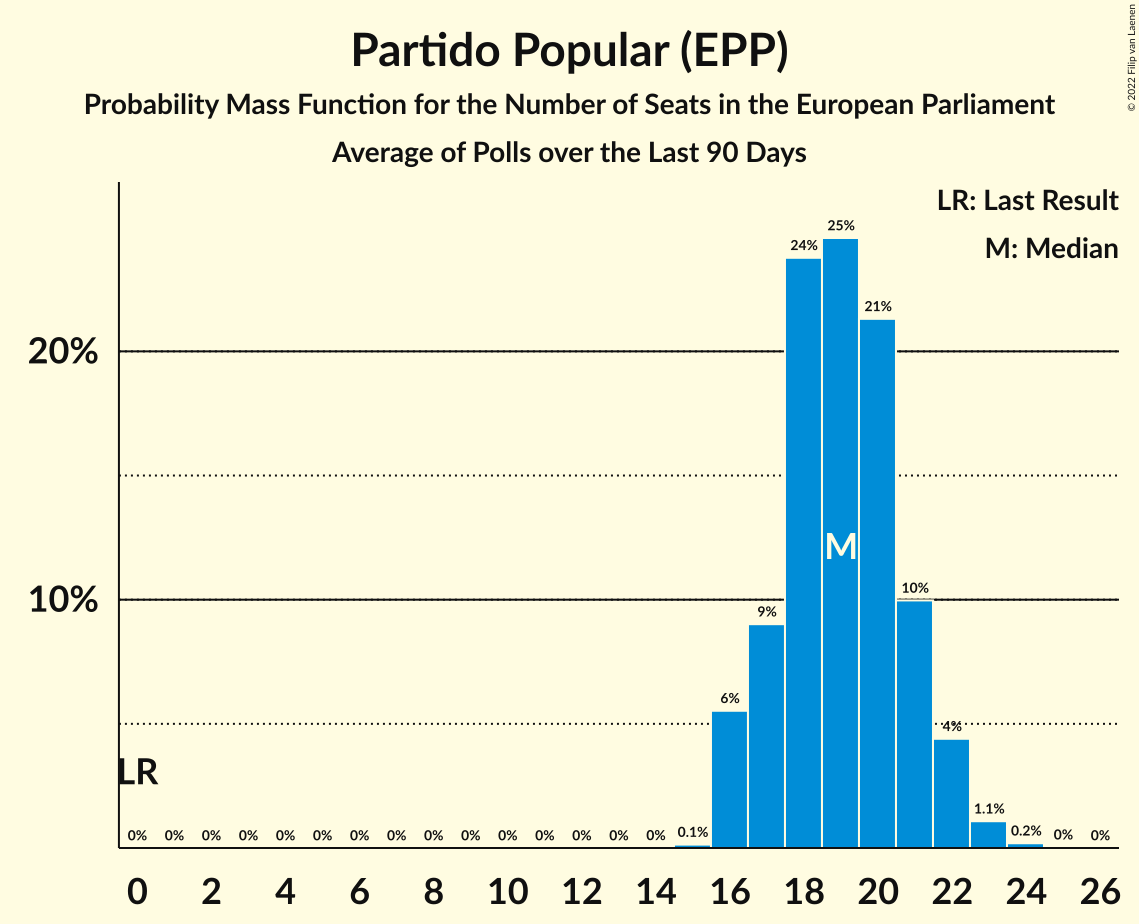 Partido Popular (EPP)
Probability Mass Function for the Number of Seats in the European Parliament
Average of Polls over the Last 90 Days
© 2022 Filip van Laenen
LR: Last Result
M: Median
25%
24%
21%
20%
M
10%
10%
9%
6%
4%
LR
1.1%
0% 0% 0% 0% 0% 0% 0% 0% 0% 0% 0% 0% 0% 0% 0% 0.1% 0.2% 0% 0%
0 2 4 6 8 10 12 14 16 18 20 22 24 26